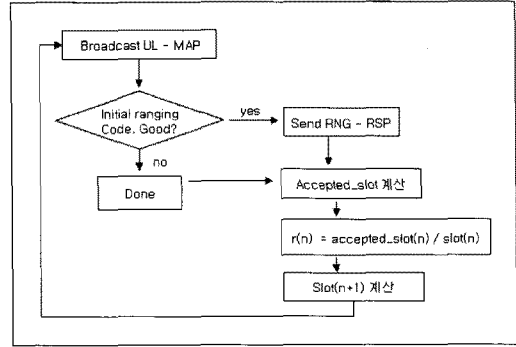 Broadcast UL - MAP
Initial ranging
Code. Good?
yes
Send RNG - RSP
no
Done
Accepted_slot 계산
r(n) = accepted_slot(n) / slot(n)
Slot(n+1) 계산